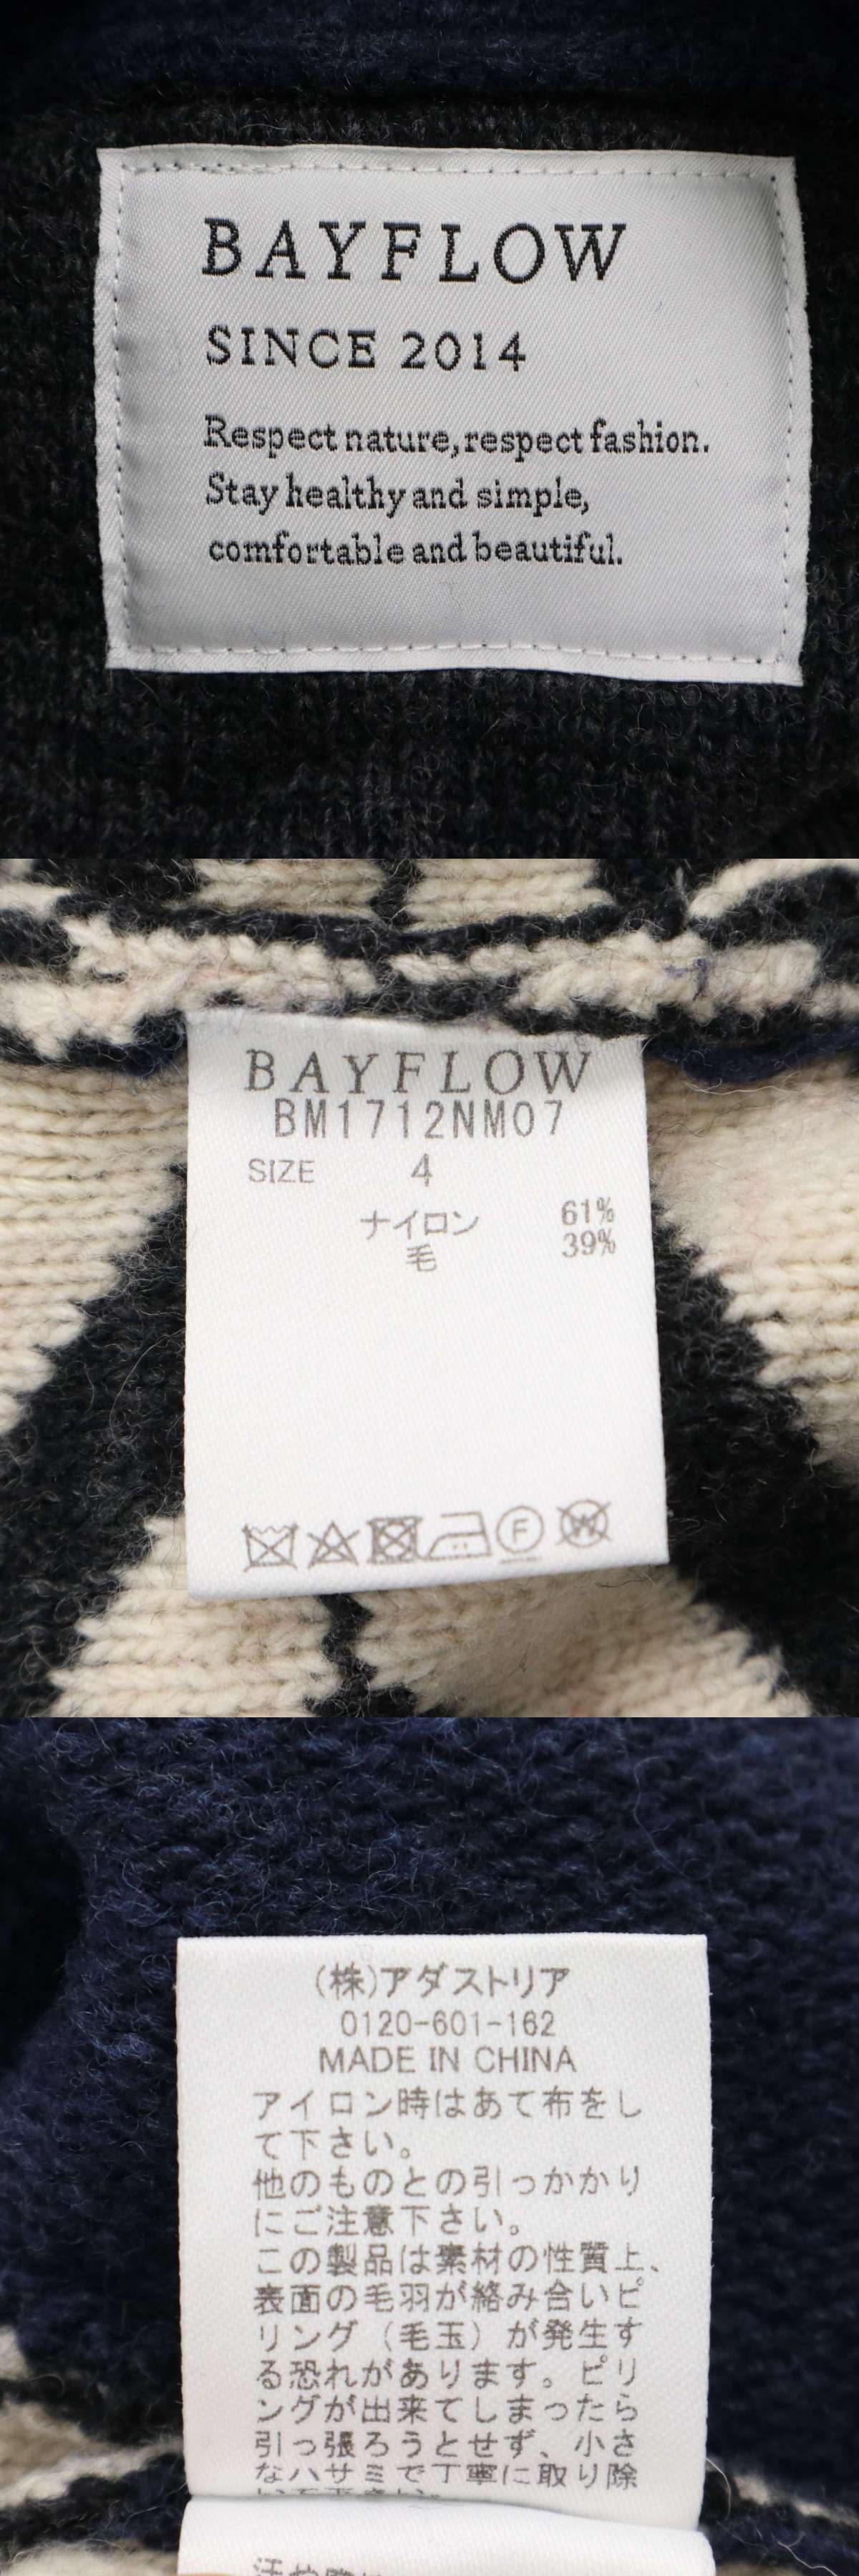 BAYFLOW
SINCE 2014
Respect nature, respect fashion.
Stay healthy and simple,
comfortable and beautiful.
BAYFLOW
BM1712NM07
SIZE 4
ナイロン 61%
毛 39%
F
W
(株)アダストリア
0120-601-162
MADE IN CHINA
アイロン時はあて布をし
て下さい。
他のものとの引っかかり
にご注意下さい。
この製品は素材の性質上、
表面の毛羽が絡み合いピ
リング（毛玉）が発生す
る恐れがあります。ピリ
ングが出来てしまったら
引っ張ろうとせず、小さ
なハサミで丁寧に取り除